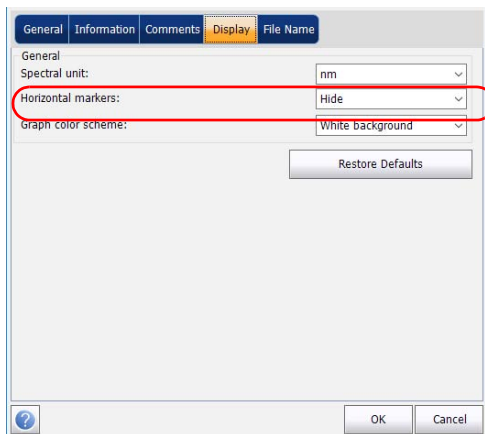 General Information Comments Display File Name
General
Spectral unit: nm
Horizontal markers: Hide
Graph color scheme: White background
Restore Defaults
? OK Cancel